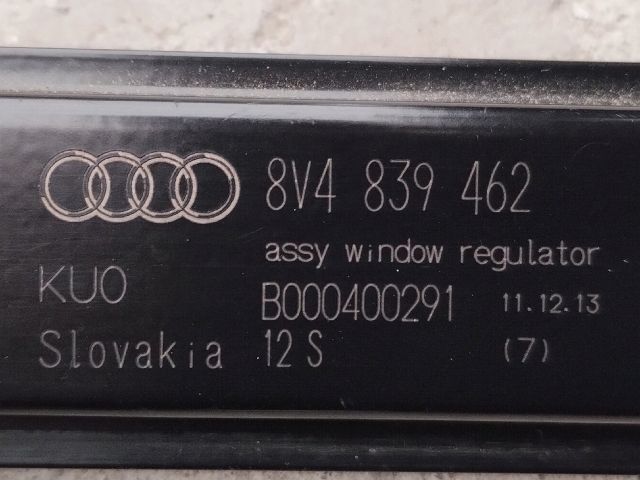 8V4 839 462
assy window regulator
KUO B000400291 11.12.13
Slovakia 12 S (7)